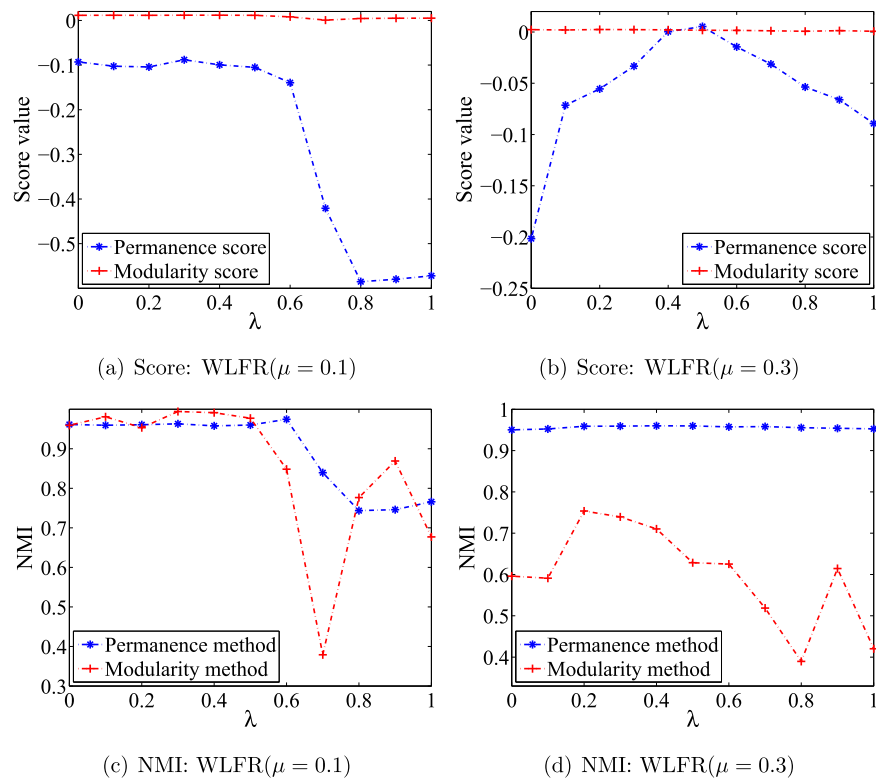 0
−0.1
−0.2
−0.3
−0.4
−0.5
Score value
Permanence score
Modularity score
0 0.2 0.4 0.6 0.8 1
λ
(a) Score: WLFR(μ = 0.1)
0
−0.05
−0.1
−0.15
−0.2
−0.25
Score value
Permanence score
Modularity score
0 0.2 0.4 0.6 0.8 1
λ
(b) Score: WLFR(μ = 0.3)
0.9
0.8
0.7
0.6
0.5
0.4
0.3
NMI
Permanence method
Modularity method
0 0.2 0.4 0.6 0.8 1
λ
(c) NMI: WLFR(μ = 0.1)
1
0.9
0.8
0.7
0.6
0.5
0.4
NMI
Permanence method
Modularity method
0 0.2 0.4 0.6 0.8 1
λ
(d) NMI: WLFR(μ = 0.3)